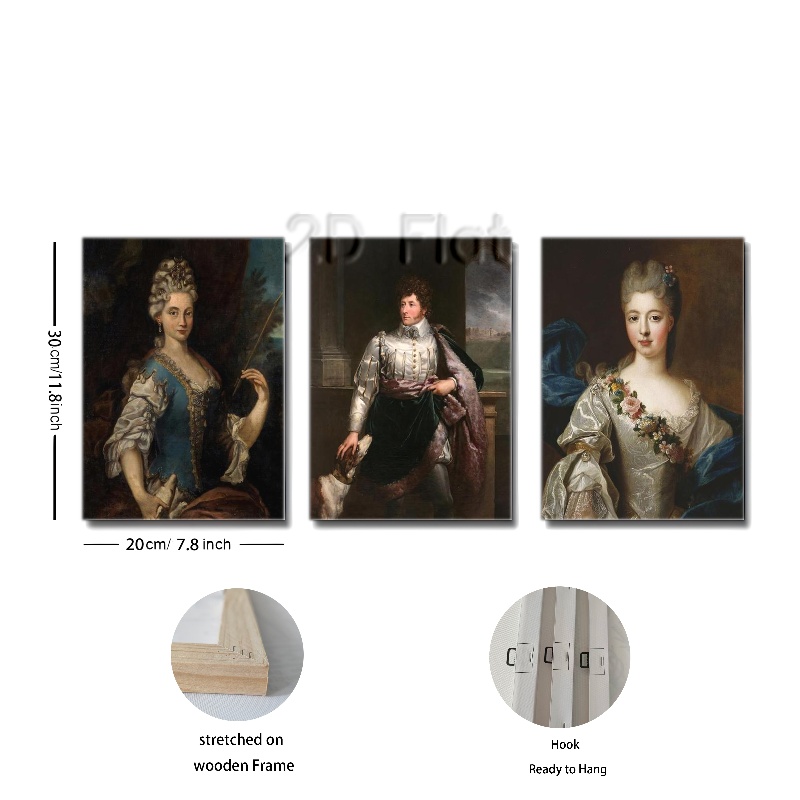 2D Flat
30cm/11.8inch
20cm/ 7.8 inch
stretched on
wooden Frame
Hook
Ready to Hang